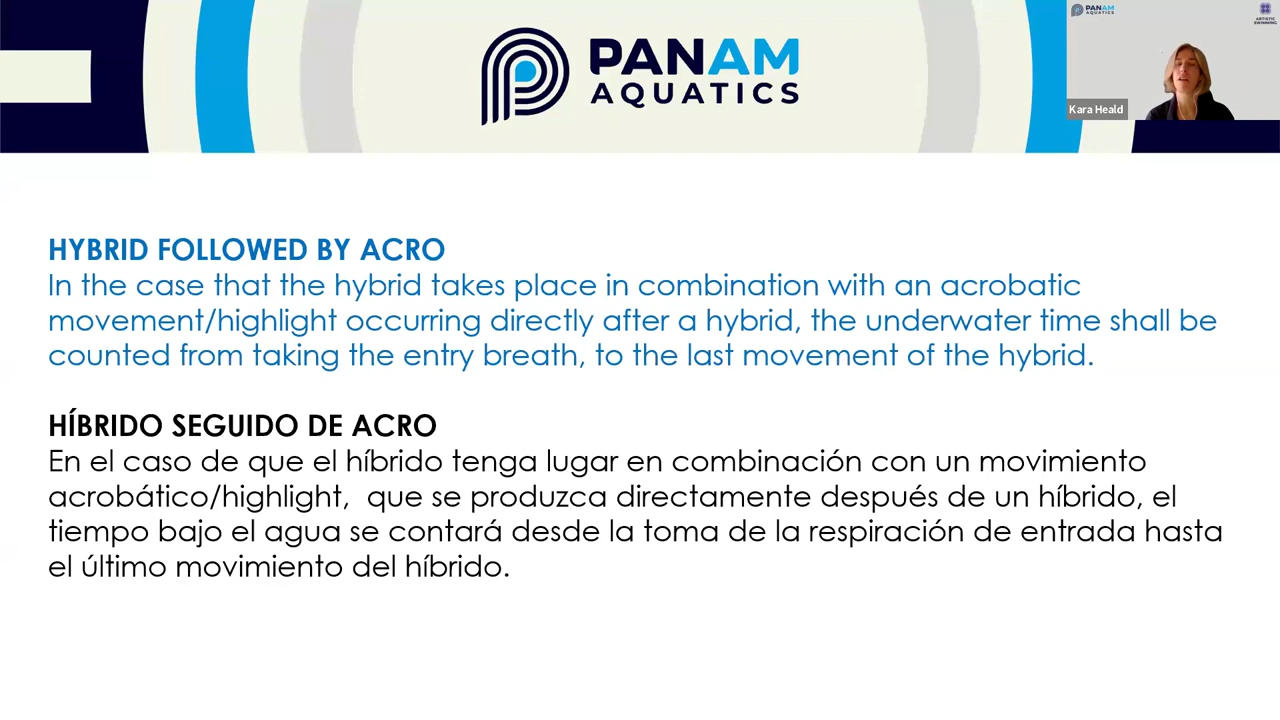 PANAM
AQUATICS
PANAM
AQUATICS
ARTISTIC
SWIMMING
Kara Heald
HYBRID FOLLOWED BY ACRO
In the case that the hybrid takes place in combination with an acrobatic
movement/highlight occurring directly after a hybrid, the underwater time shall be
counted from taking the entry breath, to the last movement of the hybrid.
HÍBRIDO SEGUIDO DE ACRO
En el caso de que el híbrido tenga lugar en combinación con un movimiento
acrobático/highlight,  que se produzca directamente después de un híbrido, el
tiempo bajo el agua se contará desde la toma de la respiración de entrada hasta
el último movimiento del híbrido.